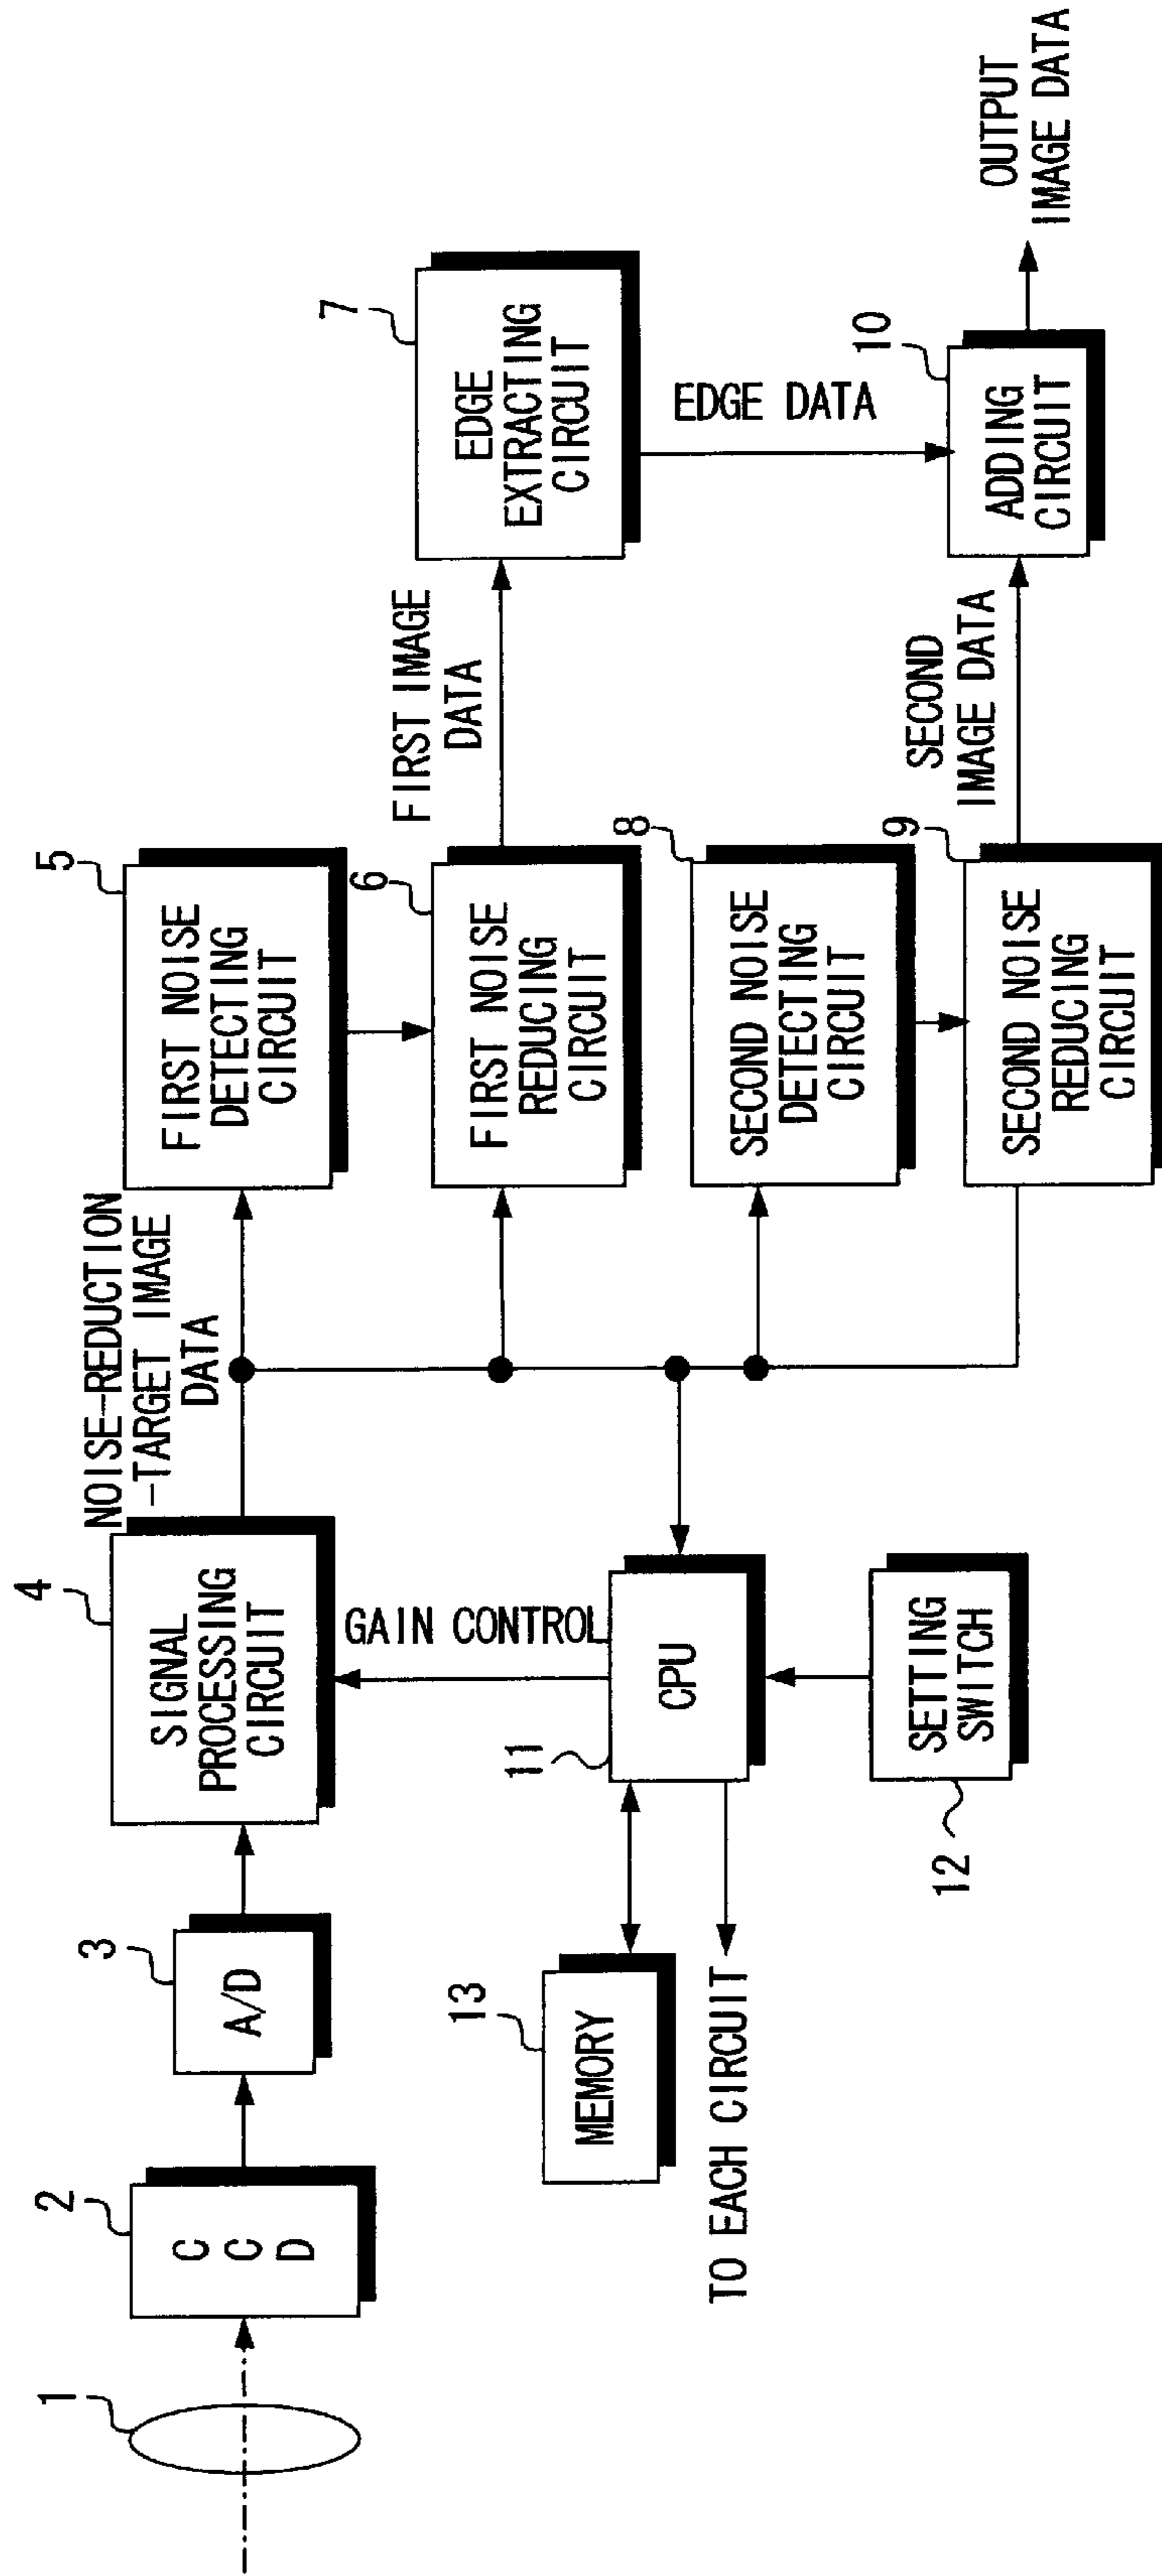 1
2
C
C
D
3
A/D
4
SIGNAL
PROCESSING
CIRCUIT
NOISE-REDUCTION
-TARGET IMAGE
DATA
5
FIRST NOISE
DETECTING
CIRCUIT
6
FIRST NOISE
REDUCING
CIRCUIT
FIRST IMAGE
DATA
7
EDGE
EXTRACTING
CIRCUIT
EDGE DATA
8
SECOND NOISE
DETECTING
CIRCUIT
9
SECOND NOISE
REDUCING
CIRCUIT
SECOND
IMAGE DATA
10
ADDING
CIRCUIT
OUTPUT
IMAGE DATA
GAIN CONTROL
11
CPU
12
SETTING
SWITCH
13
MEMORY
TO EACH CIRCUIT